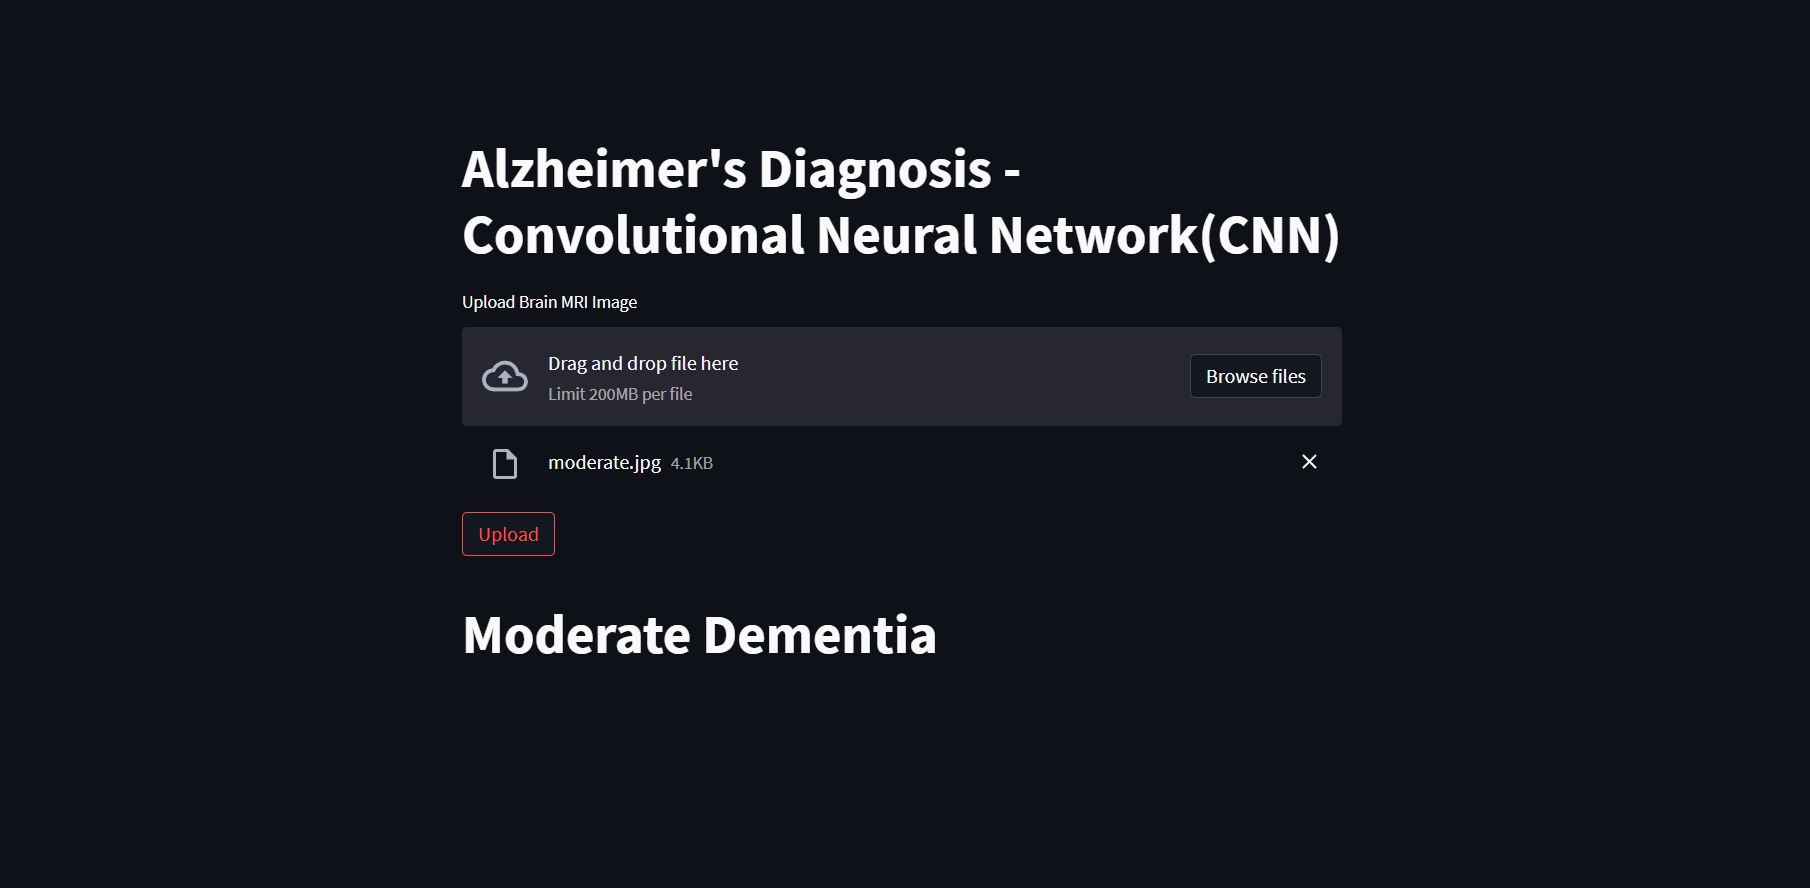 Alzheimer's Diagnosis -
Convolutional Neural Network(CNN)
Upload Brain MRI Image
Drag and drop file here
Limit 200MB per file
Browse files
moderate.jpg 4.1KB
Upload
Moderate Dementia